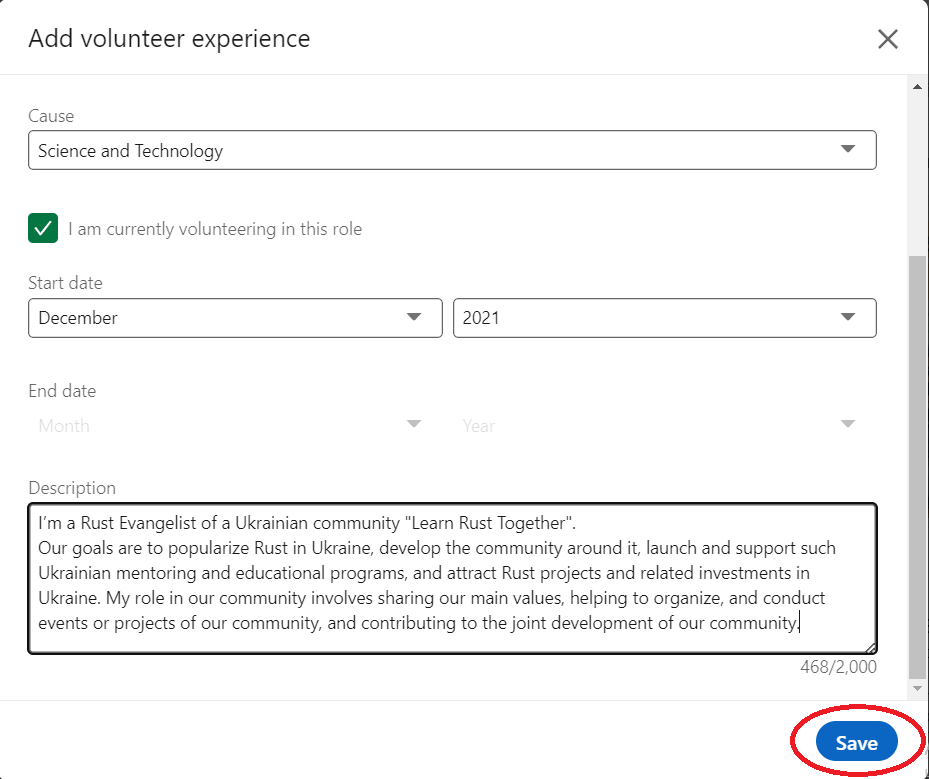 Add volunteer experience
Cause
Science and Technology
I am currently volunteering in this role
Start date
December
2021
End date
Month
Year
Description
I’m a Rust Evangelist of a Ukrainian community "Learn Rust Together".
Our goals are to popularize Rust in Ukraine, develop the community around it, launch and support such
Ukrainian mentoring and educational programs, and attract Rust projects and related investments in
Ukraine. My role in our community involves sharing our main values, helping to organize, and conduct
events or projects of our community, and contributing to the joint development of our community.
468/2,000
Save